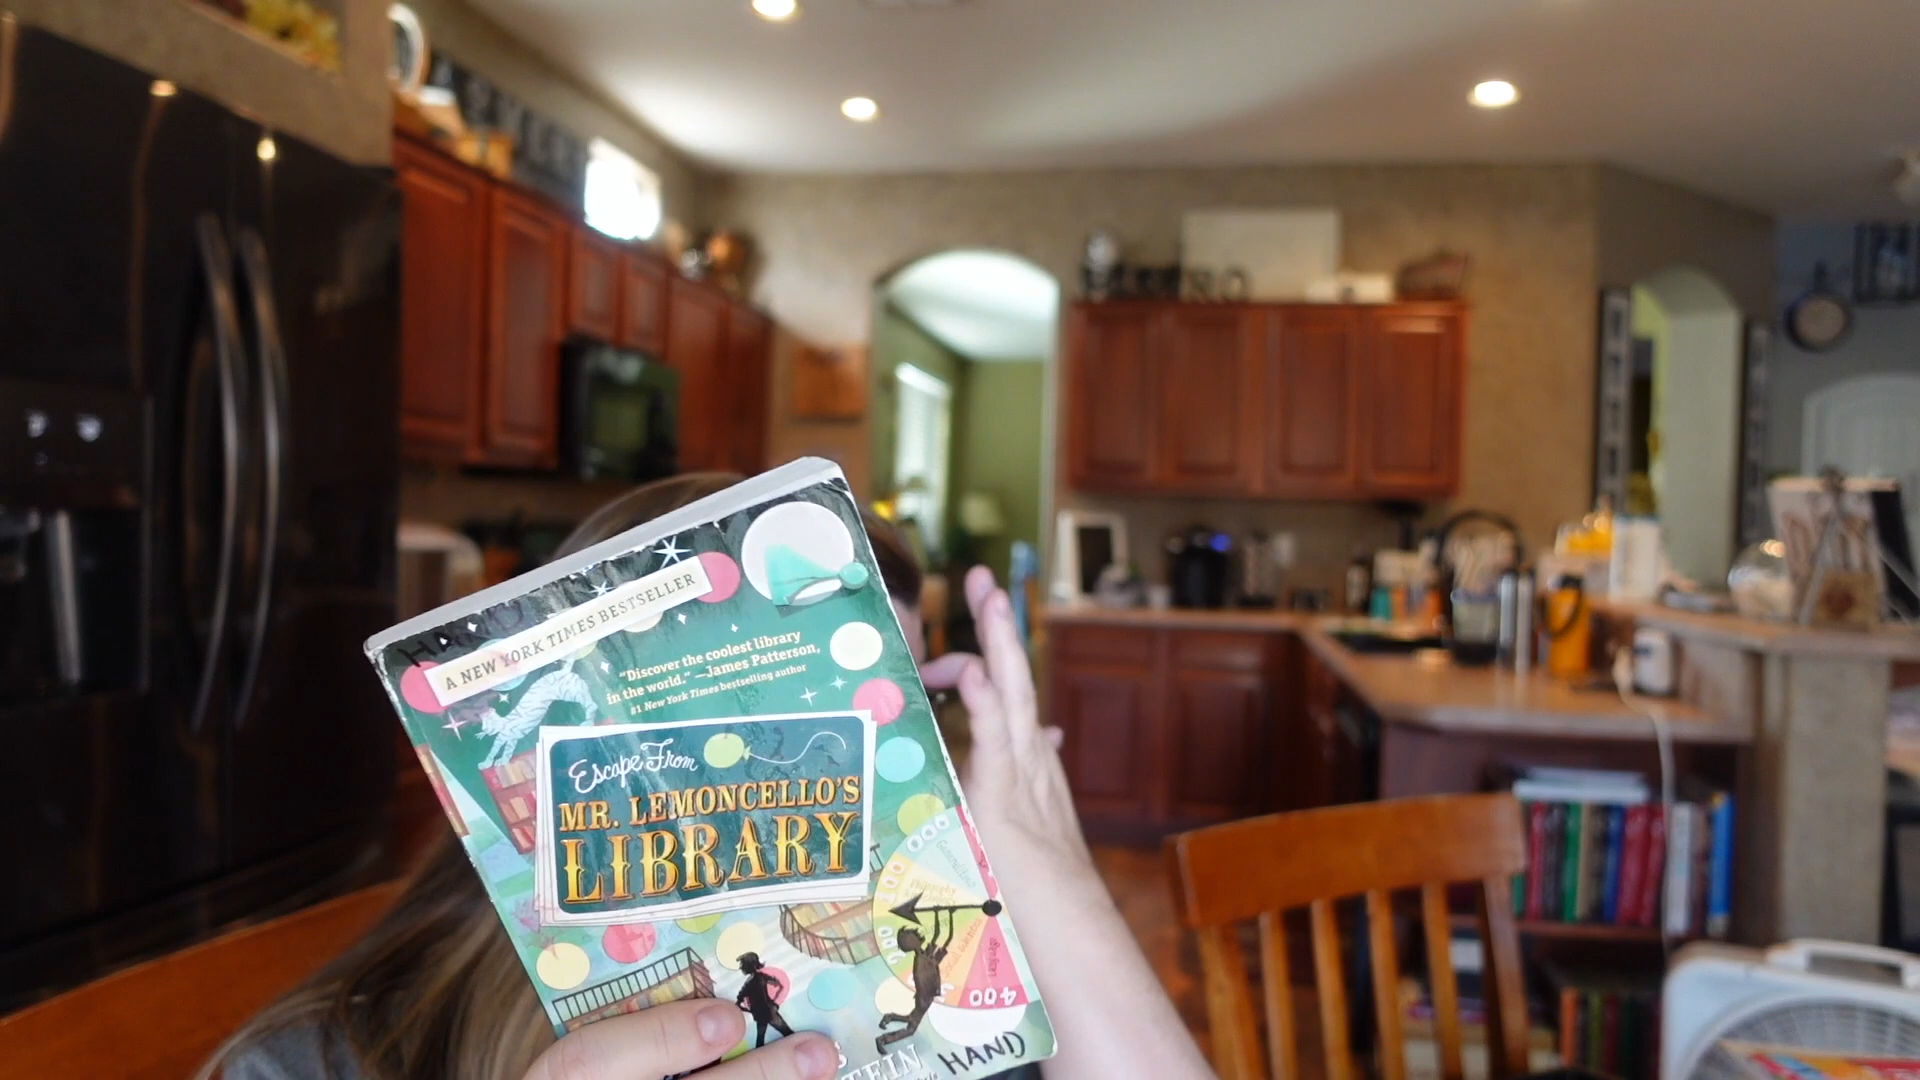 A NEW YORK TIMES BESTSELLER
"Discover the coolest library
in the world." —James Patterson,
#1 New York Times bestselling author
Escape From
MR. LEMONCELLO'S
LIBRARY
000
400
HAND